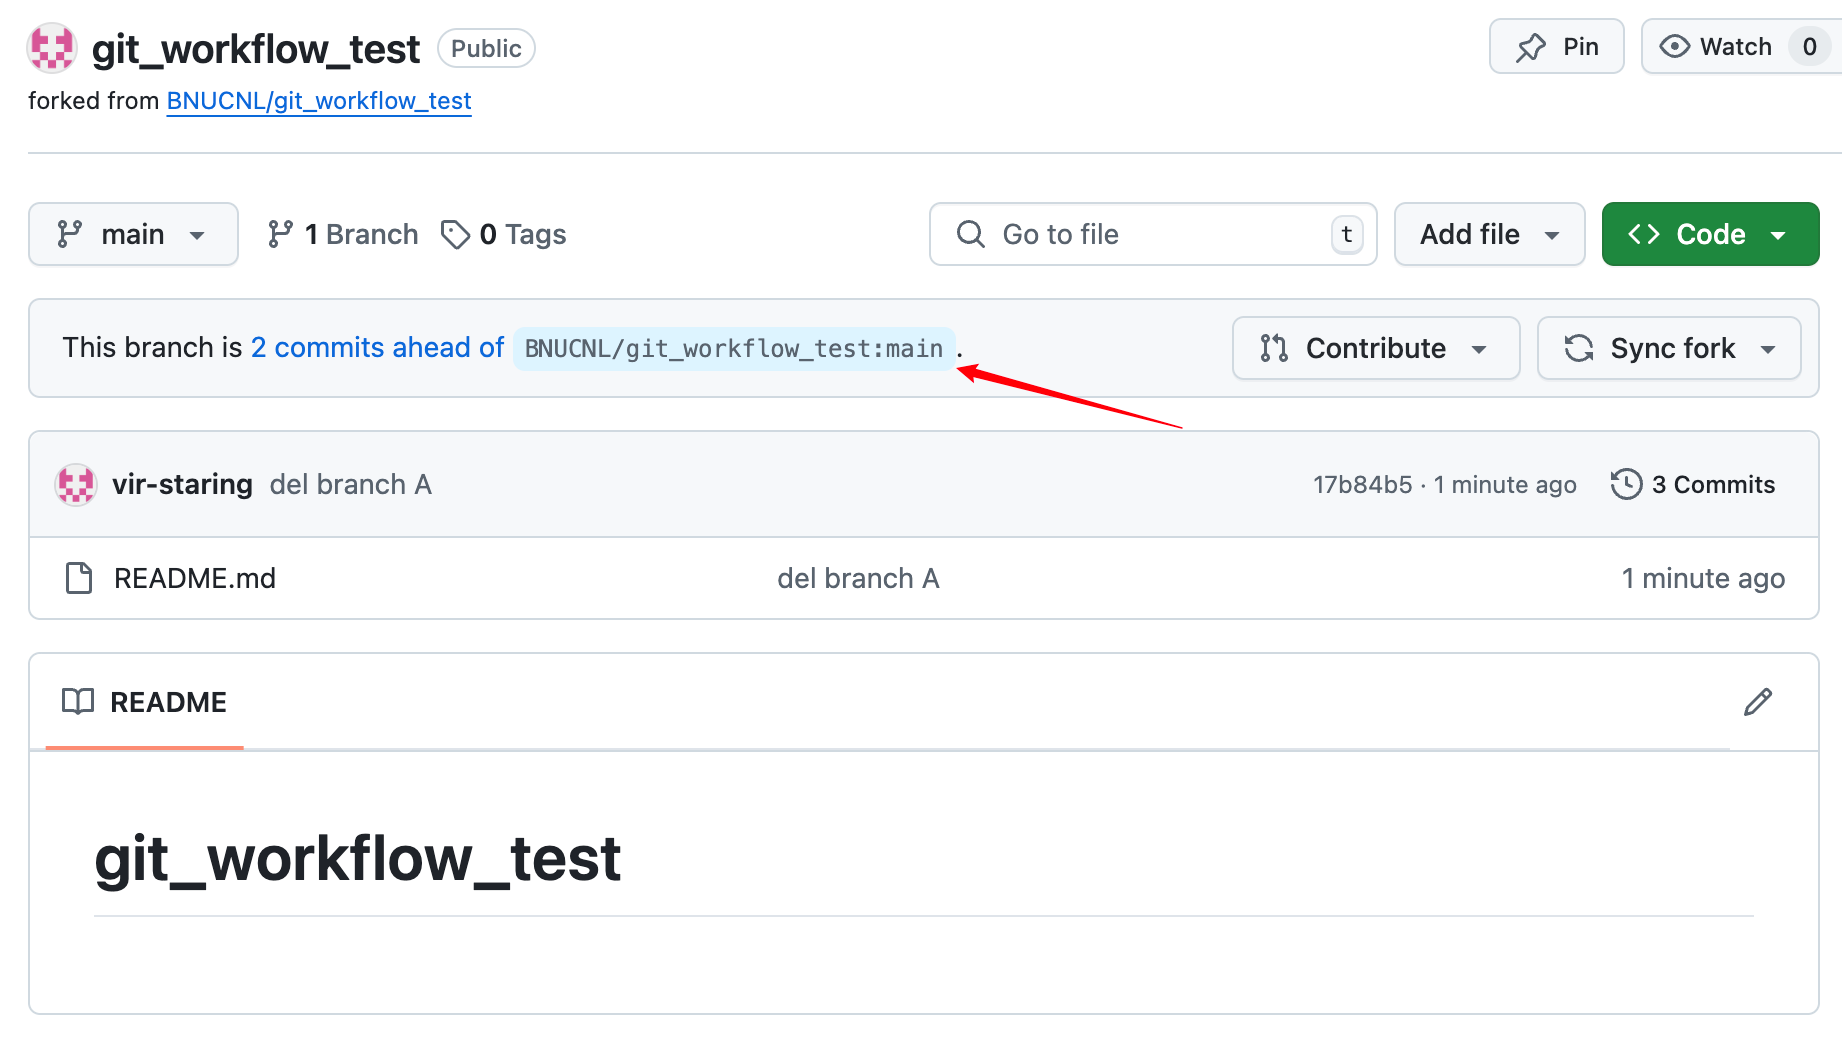 git_workflow_test Public Pin Watch 0
forked from BNUCNL/git_workflow_test
main 1 Branch 0 Tags Go to file t Add file Code
This branch is 2 commits ahead of BNUCNL/git_workflow_test:main . Contribute Sync fork
vir-staring del branch A 17b84b5 · 1 minute ago 3 Commits
README.md del branch A 1 minute ago
README
git_workflow_test